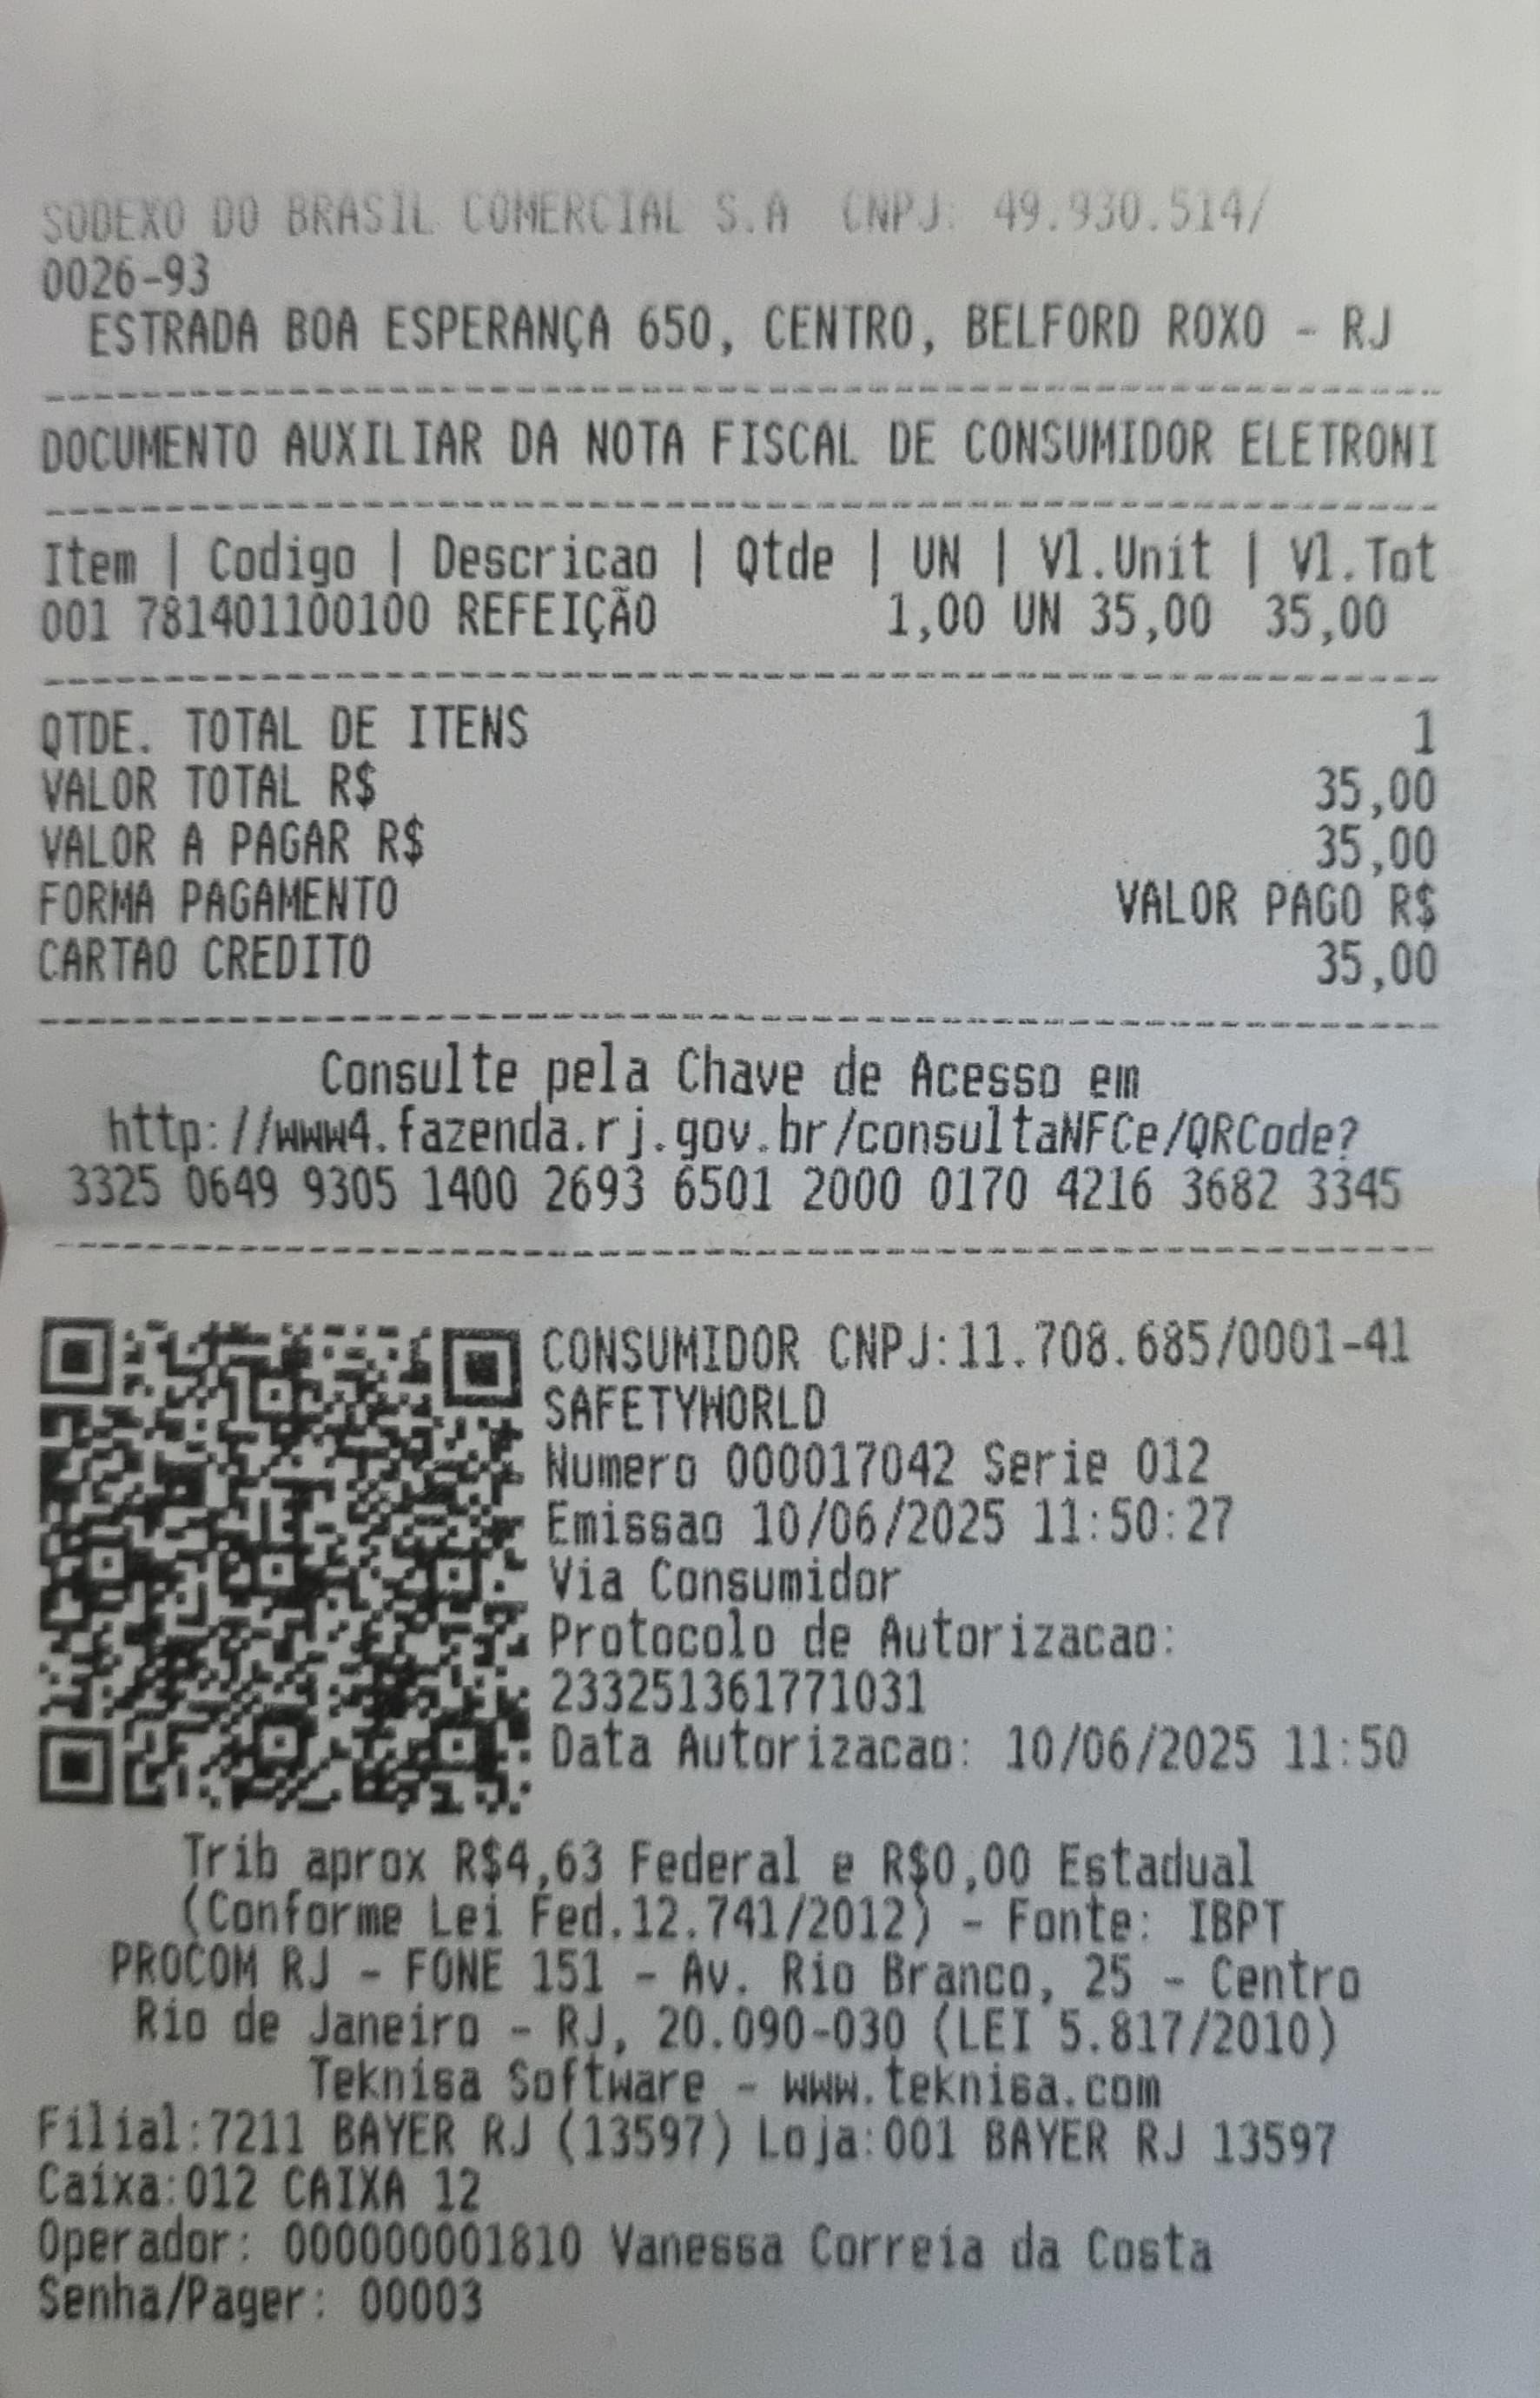 SODEXO DO BRASIL COMERCIAL S.A CNPJ: 49.930.514/
0026-93
ESTRADA BOA ESPERANÇA 650, CENTRO, BELFORD ROXO - RJ
DOCUMENTO AUXILIAR DA NOTA FISCAL DE CONSUMIDOR ELETRONI
Item | Codigo | Descricao | Qtde | UN | Vl.Unit | Vl.Tot
001 781401100100 REFEIÇÃO 1,00 UN 35,00 35,00
QTDE. TOTAL DE ITENS 1
VALOR TOTAL R$ 35,00
VALOR A PAGAR R$ 35,00
FORMA PAGAMENTO VALOR PAGO R$
CARTAO CREDITO 35,00
Consulte pela Chave de Acesso em
http://www4.fazenda.rj.gov.br/consultaNFCe/QRCode?
3325 0649 9305 1400 2693 6501 2000 0170 4216 3682 3345
CONSUMIDOR CNPJ:11.708.685/0001-41
SAFETYWORLD
Numero 000017042 Serie 012
Emissao 10/06/2025 11:50:27
Via Consumidor
Protocolo de Autorizacao:
233251361771031
Data Autorizacao: 10/06/2025 11:50
Trib aprox R$4,63 Federal e R$0,00 Estadual
(Conforme Lei Fed.12.741/2012) - Fonte: IBPT
PROCOM RJ - FONE 151 - Av. Rio Branco, 25 - Centro
Rio de Janeiro - RJ, 20.090-030 (LEI 5.817/2010)
Teknisa Software - www.teknisa.com
Filial:7211 BAYER RJ (13597) Loja:001 BAYER RJ 13597
Caixa:012 CAIXA 12
Operador: 000000001810 Vanessa Correia da Costa
Senha/Pager: 00003